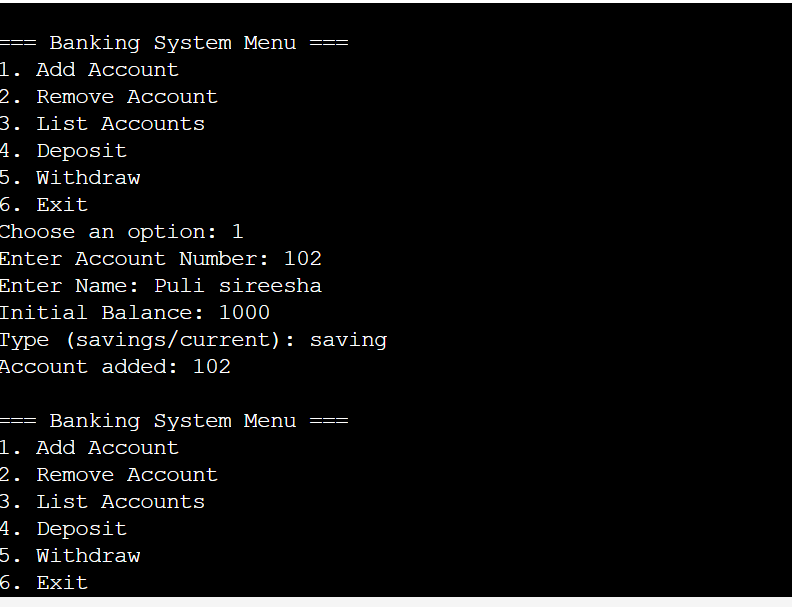 === Banking System Menu ===
1. Add Account
2. Remove Account
3. List Accounts
4. Deposit
5. Withdraw
6. Exit
Choose an option: 1
Enter Account Number: 102
Enter Name: Puli sireesha
Initial Balance: 1000
Type (savings/current): saving
Account added: 102
=== Banking System Menu ===
1. Add Account
2. Remove Account
3. List Accounts
4. Deposit
5. Withdraw
6. Exit